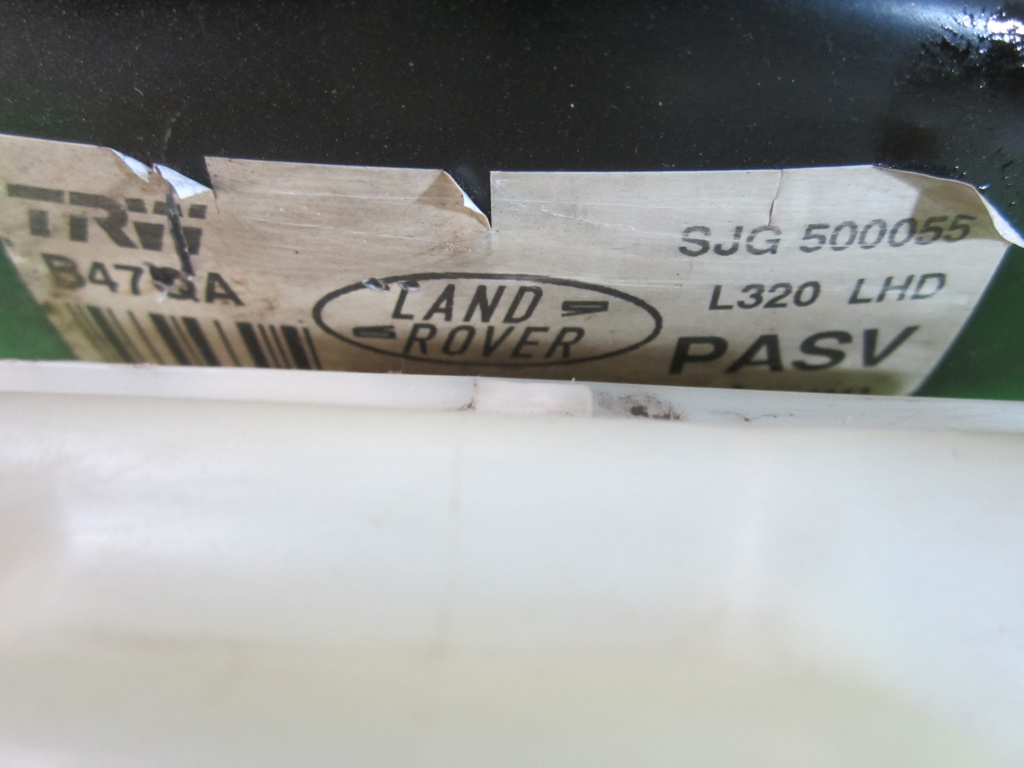 TRW
LAND
ROVER
SJG 500055
L320 LHD
PASV